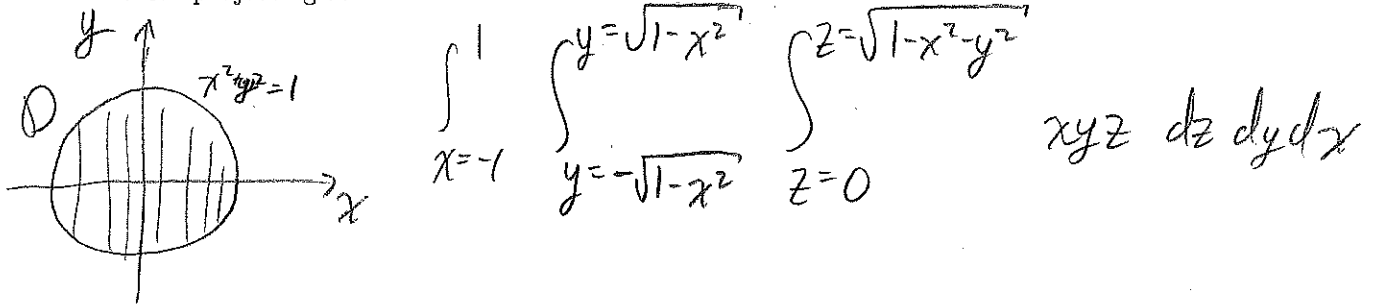 y
D
x²+y²=1
x
∫_{x=-1}^{1} ∫_{y=-√(1-x²)}^{y=√(1-x²)} ∫_{z=0}^{z=√(1-x²-y²)} xyz dz dy dx